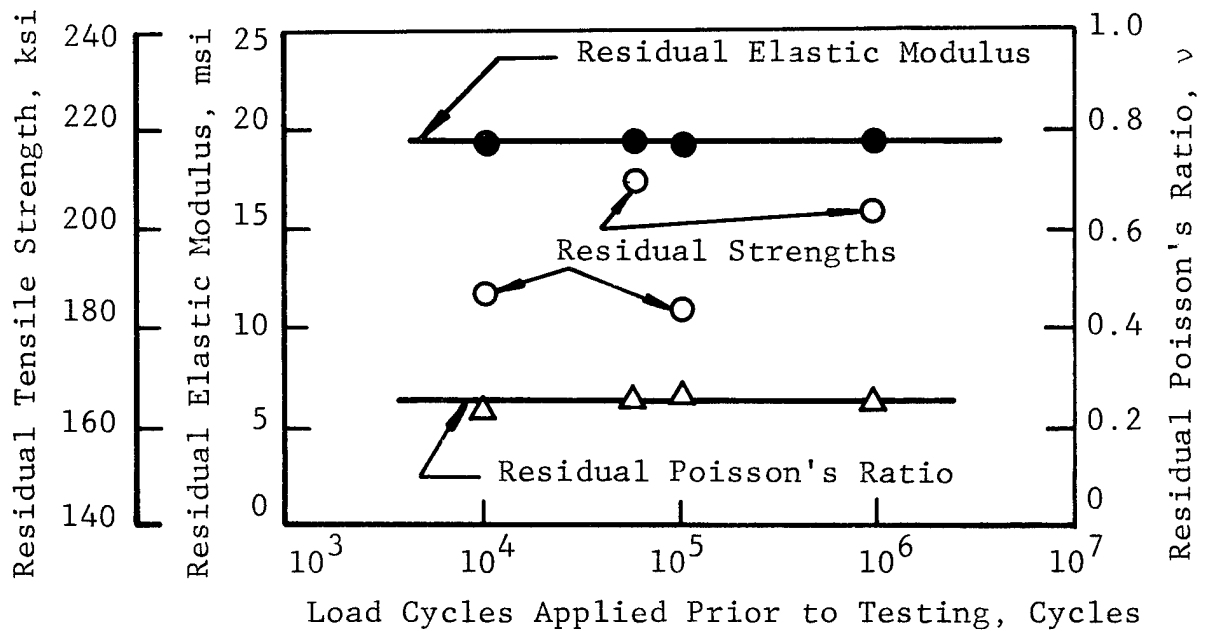 Residual Tensile Strength, ksi
240
220
200
180
160
140
Residual Elastic Modulus, msi
25
20
15
10
5
0
Residual Elastic Modulus
Residual Strengths
Residual Poisson's Ratio
1.0
0.8
0.6
0.4
0.2
0
Residual Poisson's Ratio, ν
10³ 10⁴ 10⁵ 10⁶ 10⁷
Load Cycles Applied Prior to Testing, Cycles